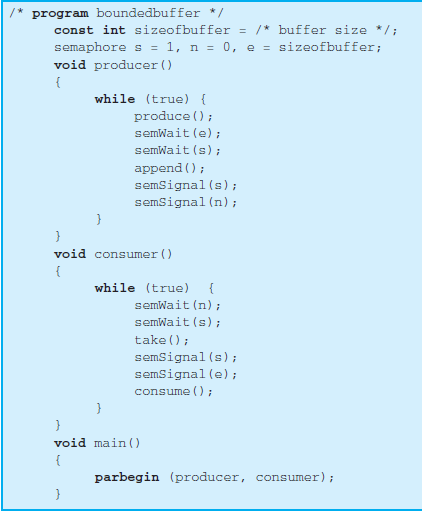 /* program boundedbuffer */
const int sizeofbuffer = /* buffer size */;
semaphore s = 1, n = 0, e = sizeofbuffer;
void producer()
{
while (true) {
produce();
semWait(e);
semWait(s);
append();
semSignal(s);
semSignal(n);
}
}
void consumer()
{
while (true) {
semWait(n);
semWait(s);
take();
semSignal(s);
semSignal(e);
consume();
}
}
void main()
{
parbegin (producer, consumer);
}